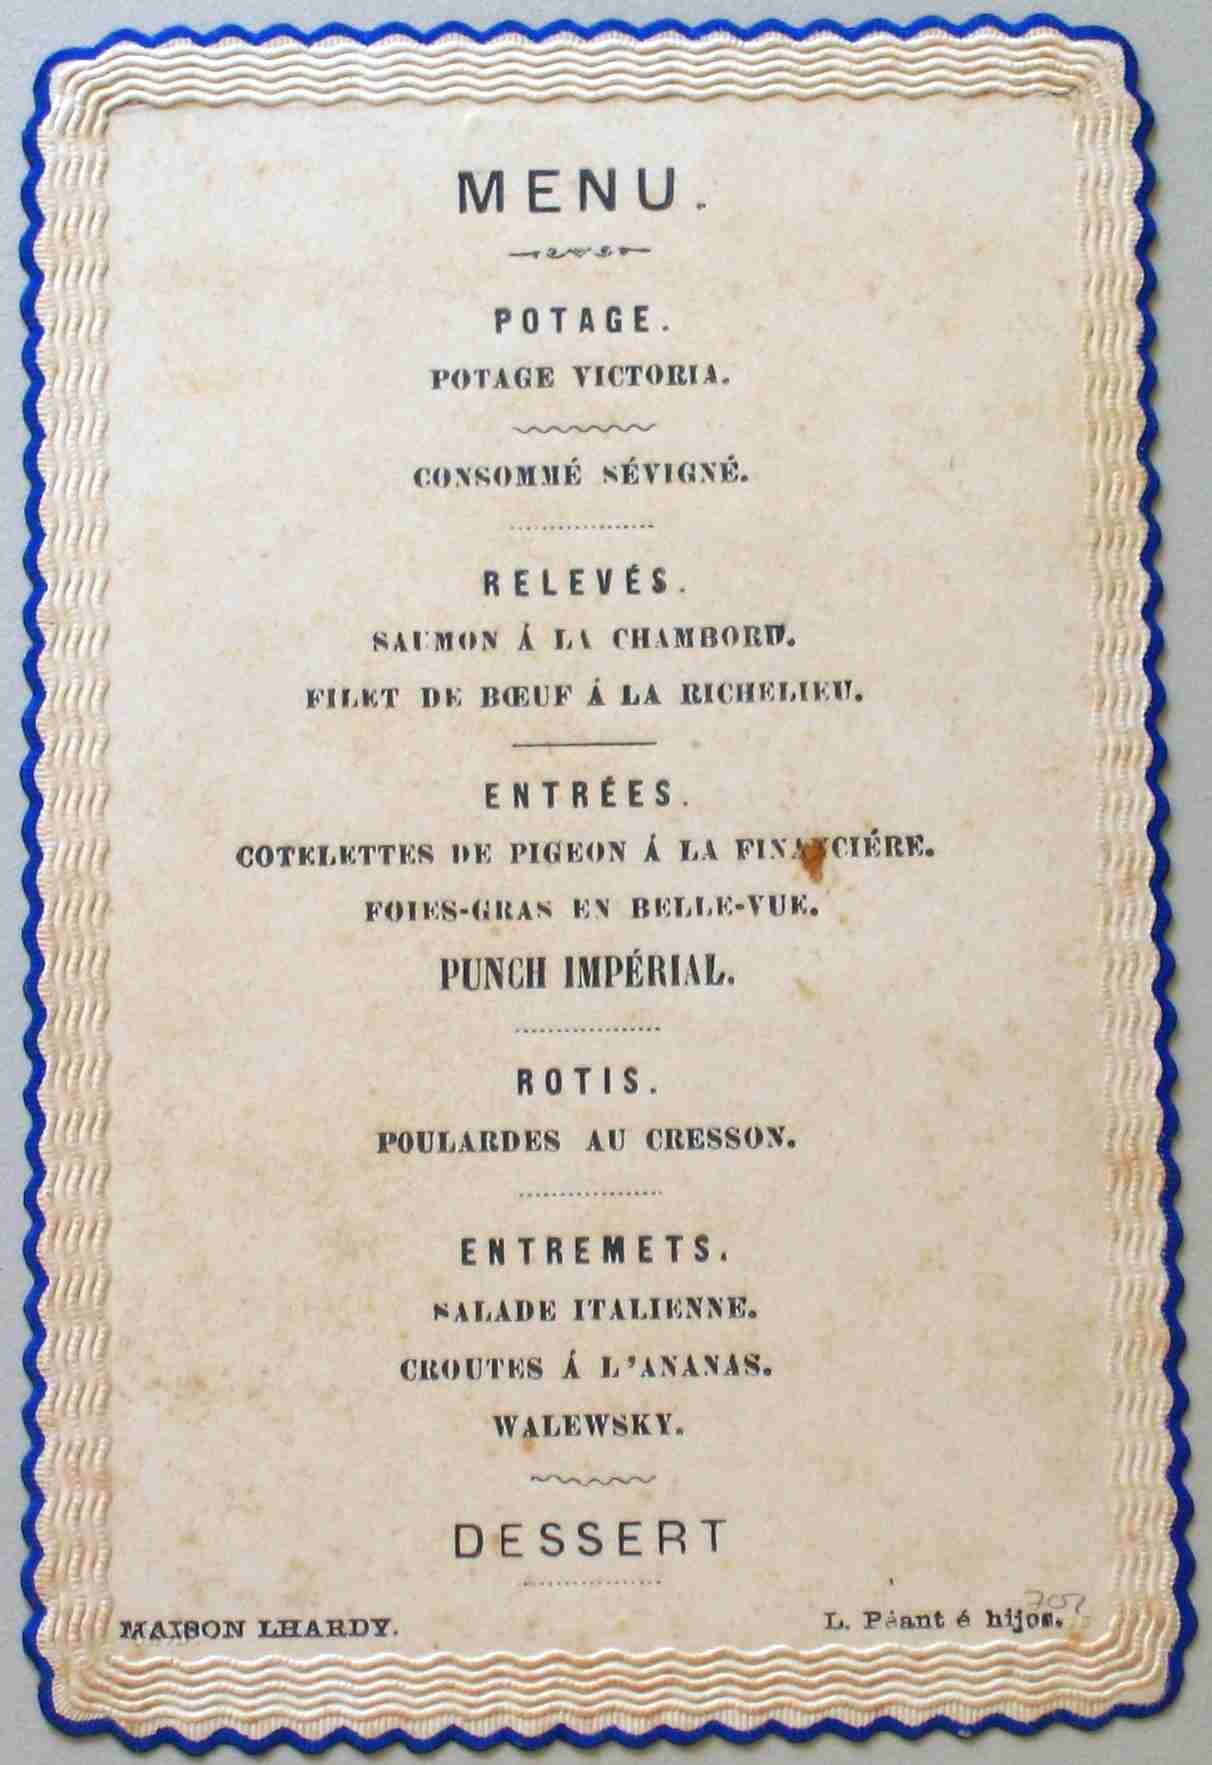 MENU.
POTAGE.
POTAGE VICTORIA.
CONSOMMÉ SÉVIGNÉ.
RELEVÉS.
SAUMON Á LA CHAMBORD.
FILET DE BŒUF Á LA RICHELIEU.
ENTRÉES.
COTELETTES DE PIGEON Á LA FINANCIÉRE.
FOIES-GRAS EN BELLE-VUE.
PUNCH IMPÉRIAL.
ROTIS.
POULARDES AU CRESSON.
ENTREMETS.
SALADE ITALIENNE.
CROUTES Á L'ANANAS.
WALEWSKY.
DESSERT
MAISON LHARDY.
L. Péant é hijos.